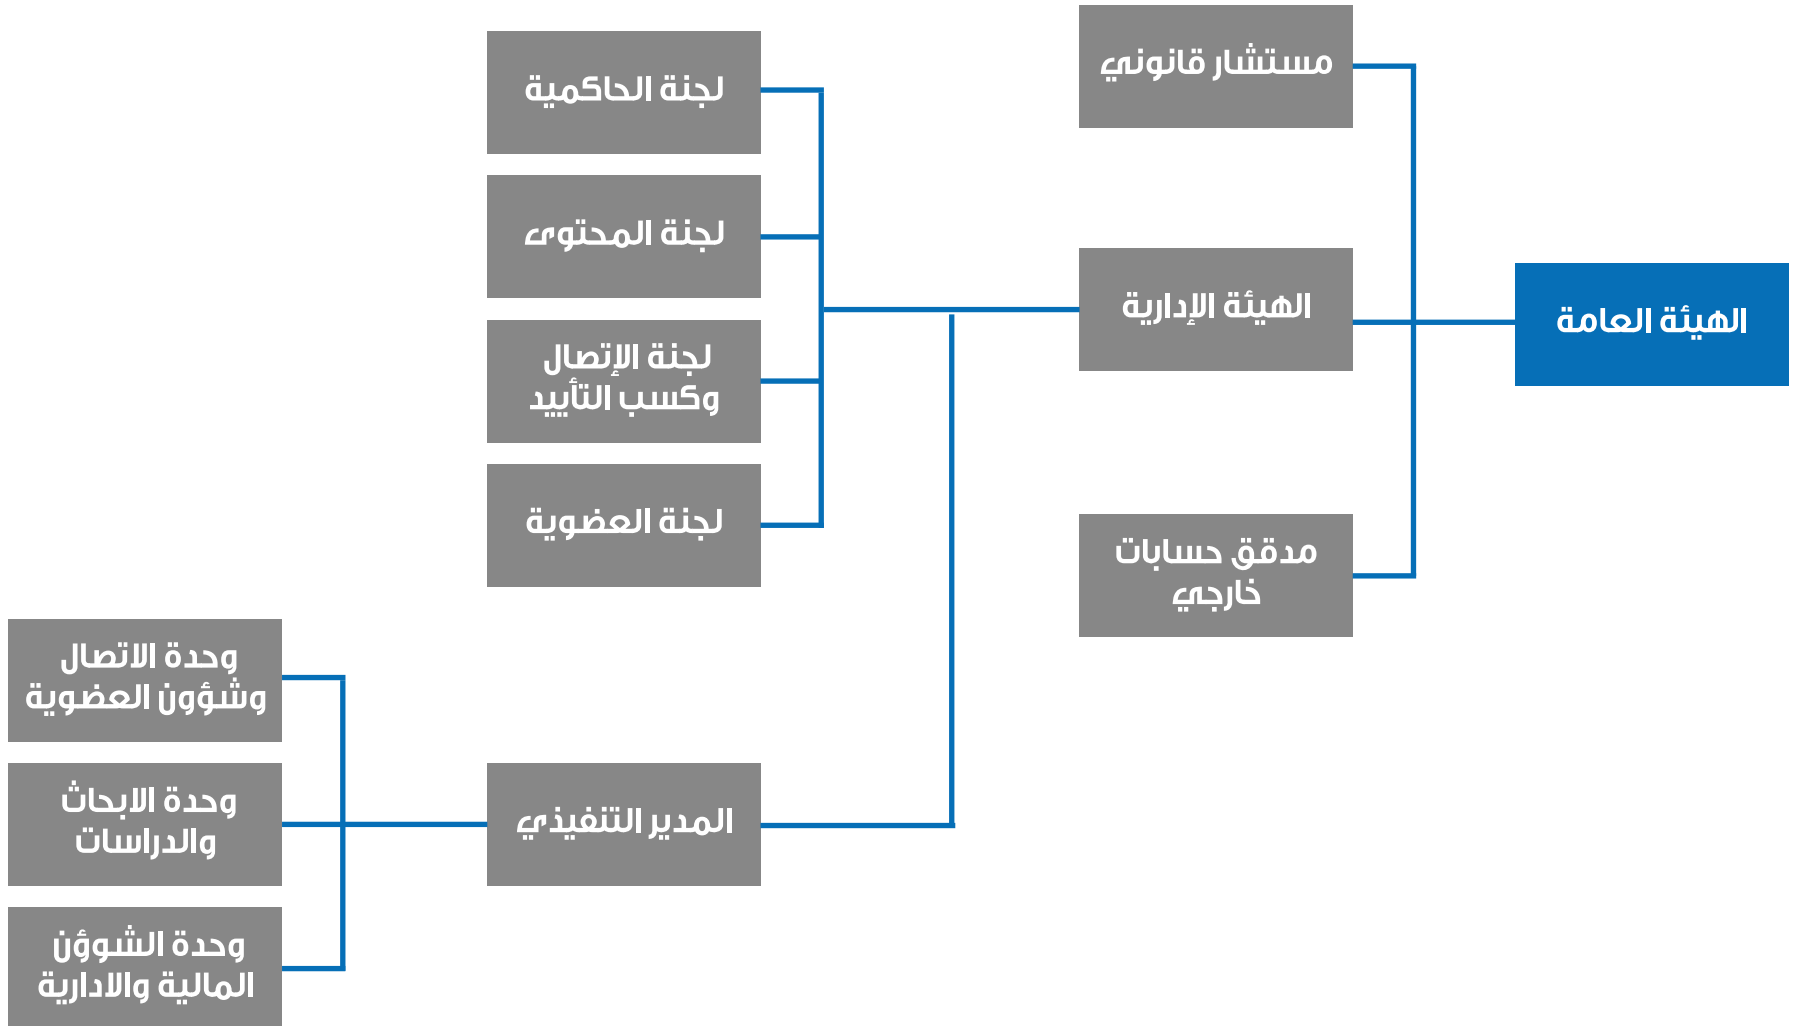 الهيئة العامة
مستشار قانوني
الهيئة الإدارية
مدقق حسابات
خارجي
لجنة الحاكمية
لجنة المحتوى
لجنة الإتصال
وكسب التأييد
لجنة العضوية
المدير التنفيذي
وحدة الاتصال
وشؤون العضوية
وحدة الابحاث
والدراسات
وحدة الشوؤن
المالية والادارية